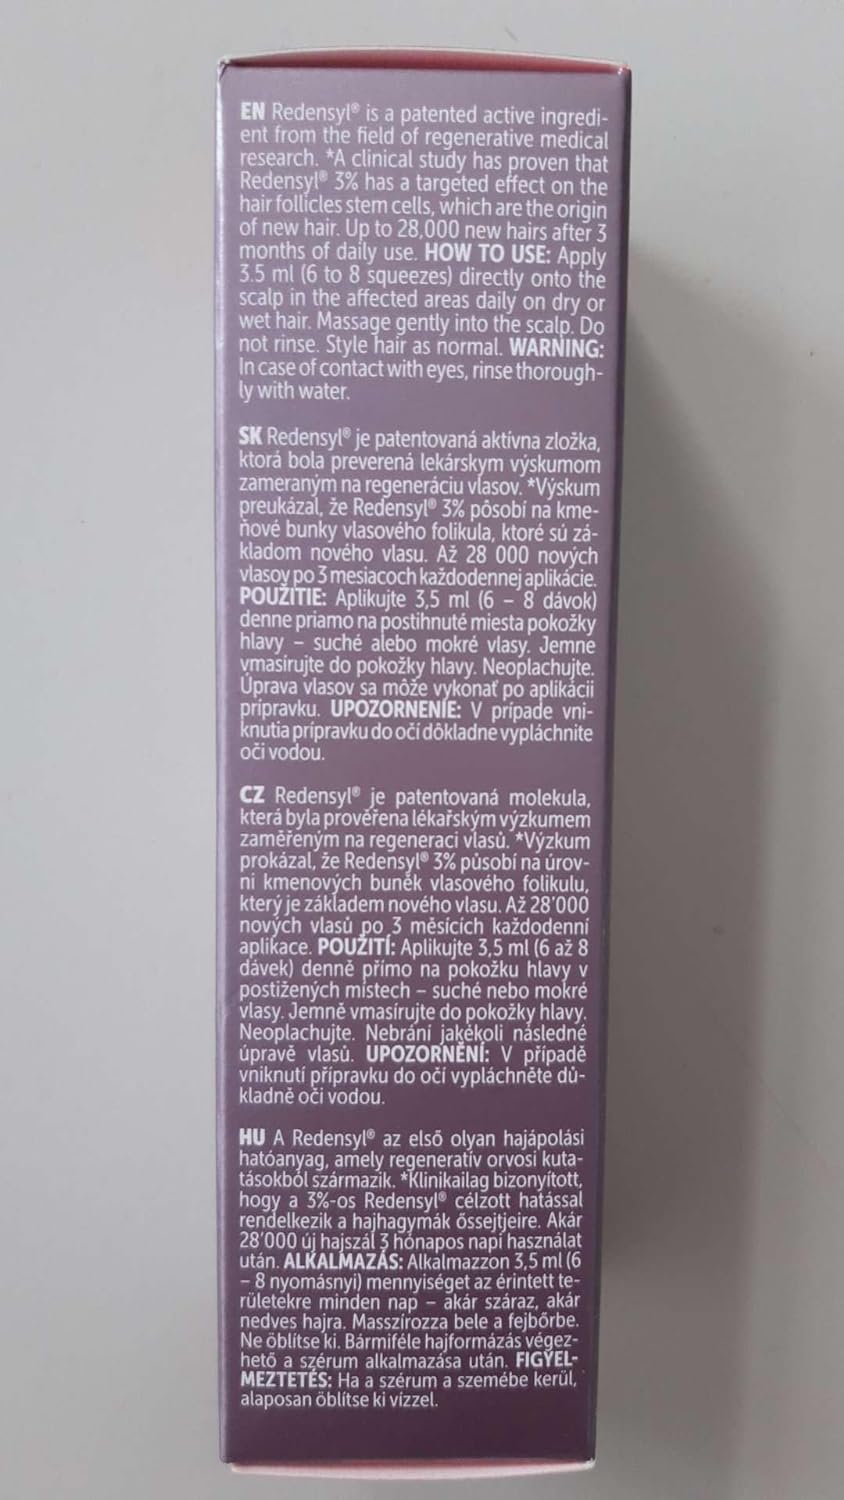 EN Redensyl® is a patented active ingredi-
ent from the field of regenerative medical
research. *A clinical study has proven that
Redensyl® 3% has a targeted effect on the
hair follicles stem cells, which are the origin
of new hair. Up to 28,000 new hairs after 3
months of daily use. HOW TO USE: Apply
3.5 ml (6 to 8 squeezes) directly onto the
scalp in the affected areas daily on dry or
wet hair. Massage gently into the scalp. Do
not rinse. Style hair as normal. WARNING:
In case of contact with eyes, rinse thorough-
ly with water.
SK Redensyl® je patentovaná aktívna zložka,
ktorá bola preverená lekárskym výskumom
zameraným na regeneráciu vlasov. *Výskum
preukázal, že Redensyl® 3% pôsobí na kme-
ňové bunky vlasového folikula, ktoré sú zá-
kladom nového vlasu. Až 28 000 nových
vlasov po 3 mesiacoch každodennej aplikácie.
POUŽITIE: Aplikujte 3,5 ml (6 – 8 dávok)
denne priamo na postihnuté miesta pokožky
hlavy – suché alebo mokré vlasy. Jemne
vmasírujte do pokožky hlavy. Neoplachujte.
Úprava vlasov sa môže vykonať po aplikácii
prípravku. UPOZORNENIE: V prípade vni-
knutia prípravku do očí dôkladne vypláchnite
oči vodou.
CZ Redensyl® je patentovaná molekula,
která byla prověřena lékařským výzkumem
zaměřeným na regeneraci vlasů. *Výzkum
prokázal, že Redensyl® 3% působí na úrov-
ni kmenových buněk vlasového folikulu,
který je základem nového vlasu. Až 28'000
nových vlasů po 3 měsících každodenní
aplikace. POUŽITÍ: Aplikujte 3,5 ml (6 až 8
dávek) denně přímo na pokožku hlavy v
postižených místech – suché nebo mokré
vlasy. Jemně vmasírujte do pokožky hlavy.
Neoplachujte. Nebrání jakékoli následné
úpravě vlasů. UPOZORNĚNÍ: V případě
vniknutí přípravku do očí vypláchněte dů-
kladně oči vodou.
HU A Redensyl® az első olyan hajápolási
hatóanyag, amely regeneratív orvosi kuta-
tásokból származik. *Klinikailag bizonyított,
hogy a 3%-os Redensyl® célzott hatással
rendelkezik a hajhagymák őssejtjeire. Akár
28'000 új hajszál 3 hónapos napi használat
után. ALKALMAZÁS: Alkalmazzon 3,5 ml (6
– 8 nyomásnyi) mennyiséget az érintett te-
rületekre minden nap – akár száraz, akár
nedves hajra. Masszírozza bele a fejbőrbe.
Ne öblítse ki. Bármiféle hajformázás végez-
hető a szérum alkalmazása után. FIGYEL-
MEZTETÉS: Ha a szérum a szemébe kerül,
alaposan öblítse ki vízzel.